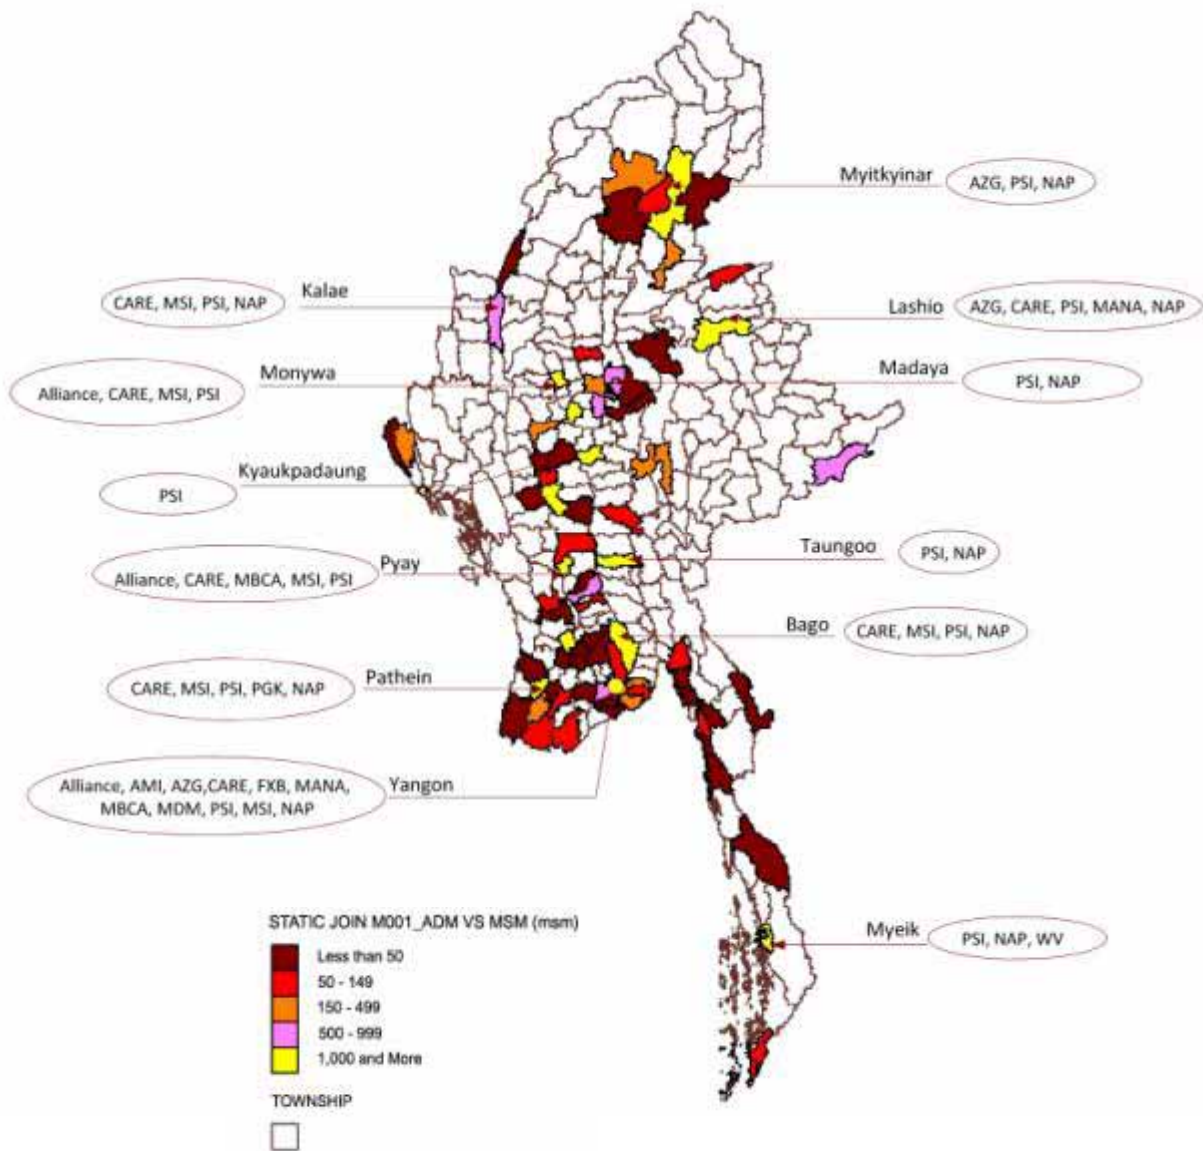 Myitkyinar
AZG, PSI, NAP
Kalae
CARE, MSI, PSI, NAP
Lashio
AZG, CARE, PSI, MANA, NAP
Monywa
Alliance, CARE, MSI, PSI
Madaya
PSI, NAP
Kyaukpadaung
PSI
Taungoo
PSI, NAP
Pyay
Alliance, CARE, MBCA, MSI, PSI
Bago
CARE, MSI, PSI, NAP
Pathein
CARE, MSI, PSI, PGK, NAP
Yangon
Alliance, AMI, AZG,CARE, FXB, MANA,
MBCA, MDM, PSI, MSI, NAP
Myeik
PSI, NAP, WV
STATIC JOIN M001_ADM VS MSM (msm)
Less than 50
50 - 149
150 - 499
500 - 999
1,000 and More
TOWNSHIP